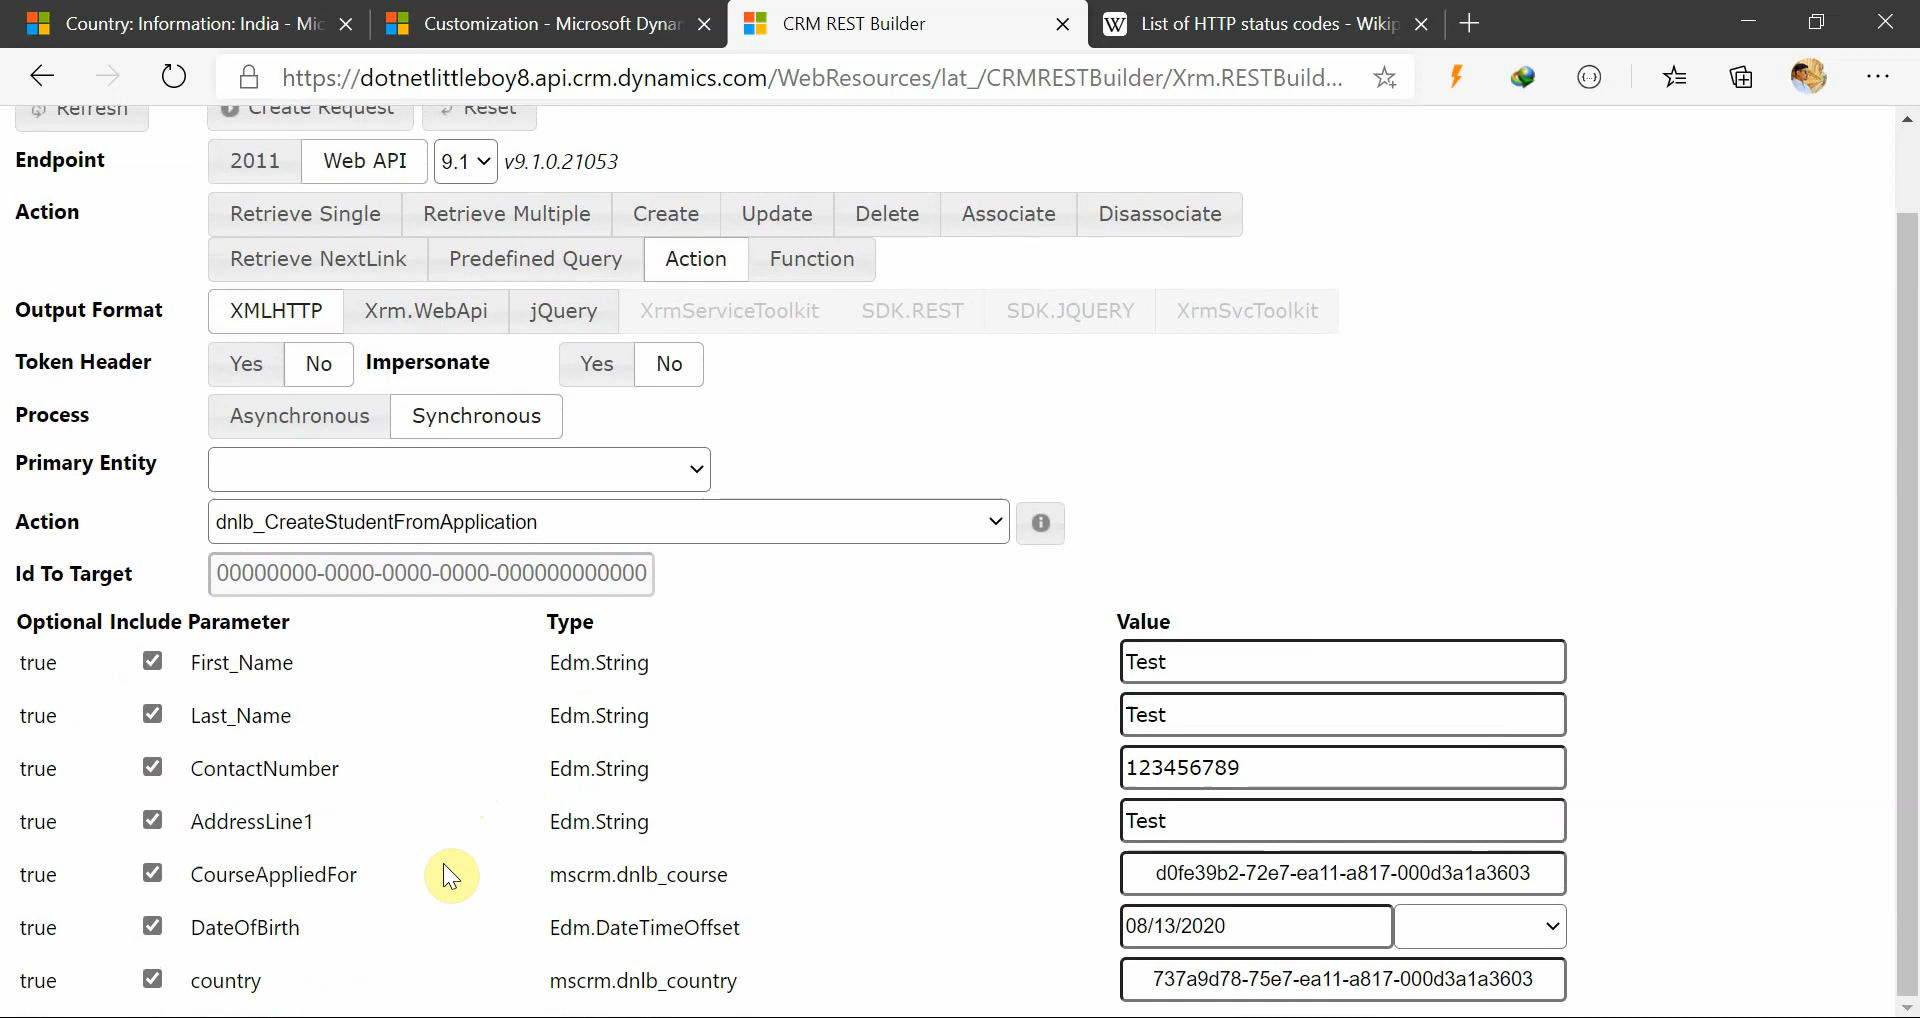 Country: Information: India - Mic
Customization - Microsoft Dynan
CRM REST Builder
List of HTTP status codes - Wikip
https://dotnetlittleboy8.api.crm.dynamics.com/WebResources/lat_/CRMRESTBuilder/Xrm.RESTBuild...
Refresh Create Request Reset
Endpoint 2011 Web API 9.1 v9.1.0.21053
Action Retrieve Single Retrieve Multiple Create Update Delete Associate Disassociate
Retrieve NextLink Predefined Query Action Function
Output Format XMLHTTP Xrm.WebApi jQuery XrmServiceToolkit SDK.REST SDK.JQUERY XrmSvcToolkit
Token Header Yes No Impersonate Yes No
Process Asynchronous Synchronous
Primary Entity
Action dnlb_CreateStudentFromApplication
Id To Target 00000000-0000-0000-0000-000000000000
Optional Include Parameter Type Value
true First_Name Edm.String Test
true Last_Name Edm.String Test
true ContactNumber Edm.String 123456789
true AddressLine1 Edm.String Test
true CourseAppliedFor mscrm.dnlb_course d0fe39b2-72e7-ea11-a817-000d3a1a3603
true DateOfBirth Edm.DateTimeOffset 08/13/2020
true country mscrm.dnlb_country 737a9d78-75e7-ea11-a817-000d3a1a3603